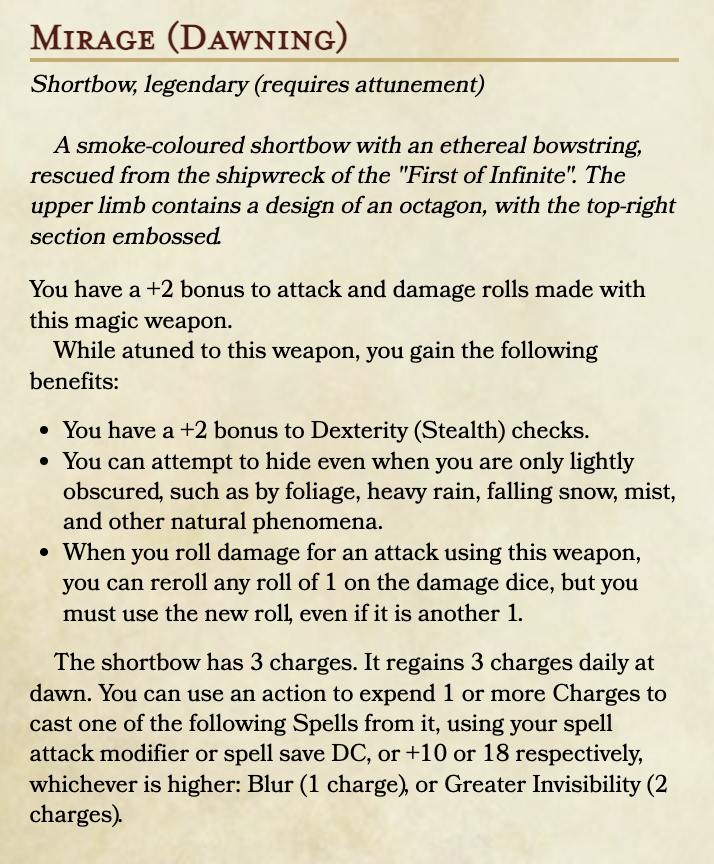 Mirage (Dawning)
Shortbow, legendary (requires attunement)
A smoke-coloured shortbow with an ethereal bowstring,
rescued from the shipwreck of the "First of Infinite". The
upper limb contains a design of an octagon, with the top-right
section embossed.
You have a +2 bonus to attack and damage rolls made with
this magic weapon.
While atuned to this weapon, you gain the following
benefits:
• You have a +2 bonus to Dexterity (Stealth) checks.
• You can attempt to hide even when you are only lightly
obscured, such as by foliage, heavy rain, falling snow, mist,
and other natural phenomena.
• When you roll damage for an attack using this weapon,
you can reroll any roll of 1 on the damage dice, but you
must use the new roll, even if it is another 1.
The shortbow has 3 charges. It regains 3 charges daily at
dawn. You can use an action to expend 1 or more Charges to
cast one of the following Spells from it, using your spell
attack modifier or spell save DC, or +10 or 18 respectively,
whichever is higher: Blur (1 charge), or Greater Invisibility (2
charges).